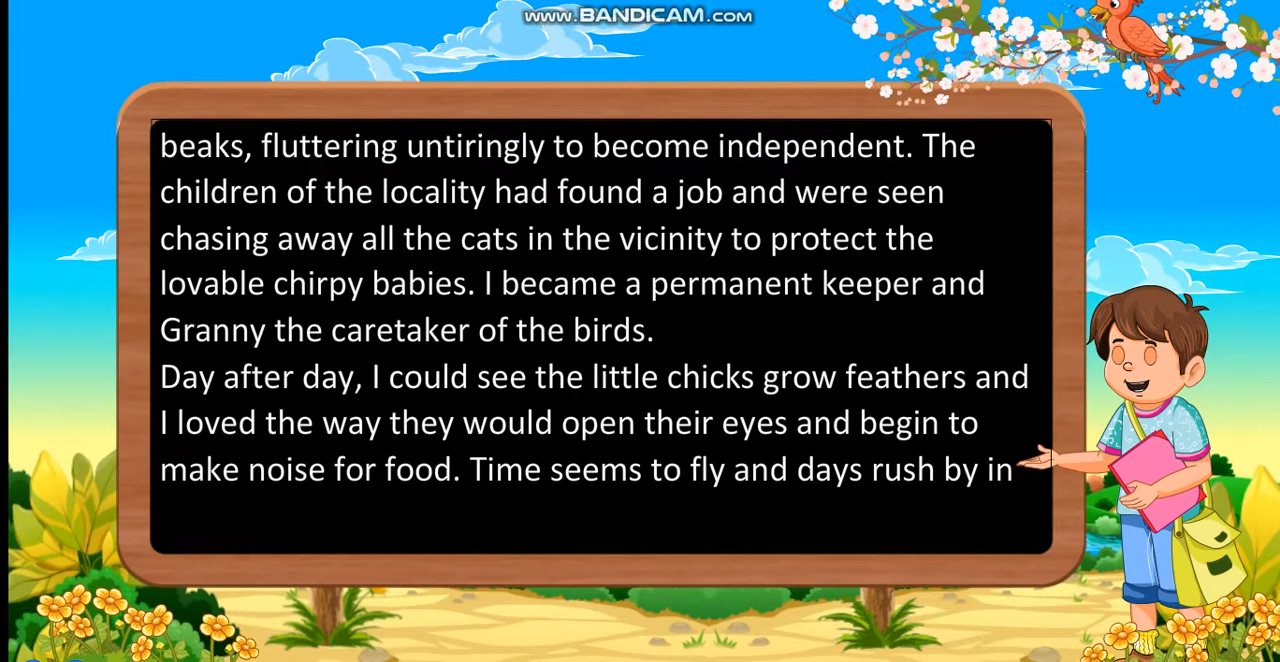 www.BANDICAM.com
beaks, fluttering untiringly to become independent. The
children of the locality had found a job and were seen
chasing away all the cats in the vicinity to protect the
lovable chirpy babies. I became a permanent keeper and
Granny the caretaker of the birds.
Day after day, I could see the little chicks grow feathers and
I loved the way they would open their eyes and begin to
make noise for food. Time seems to fly and days rush by in